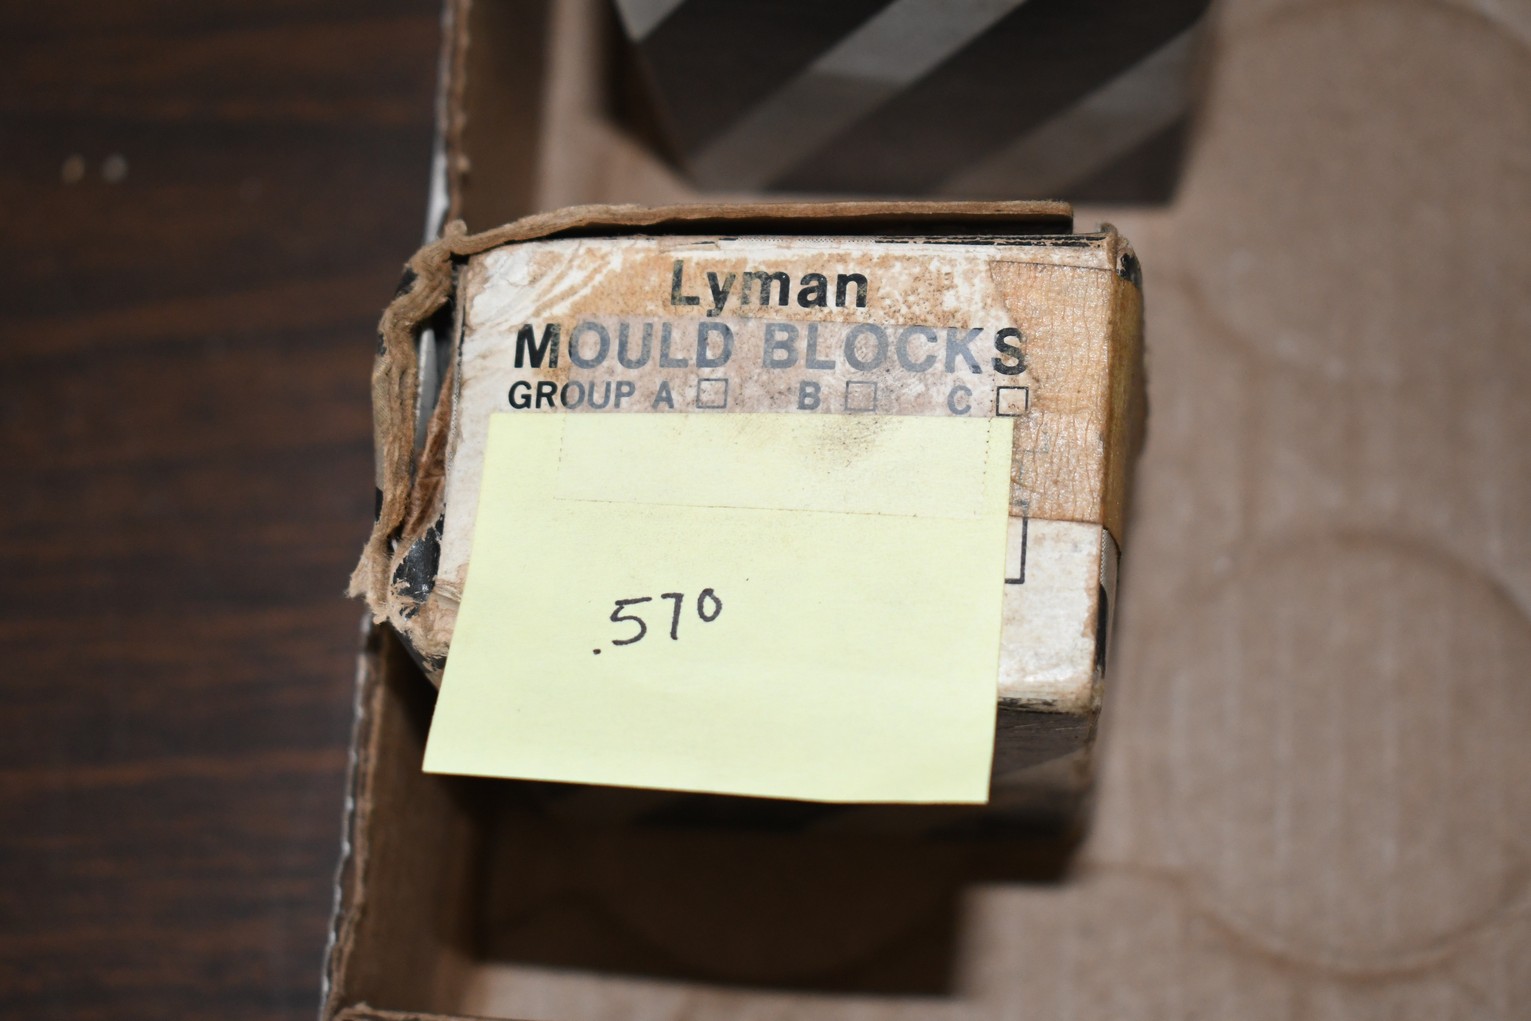 Lyman
MOULD BLOCKS
GROUP A B C
.570